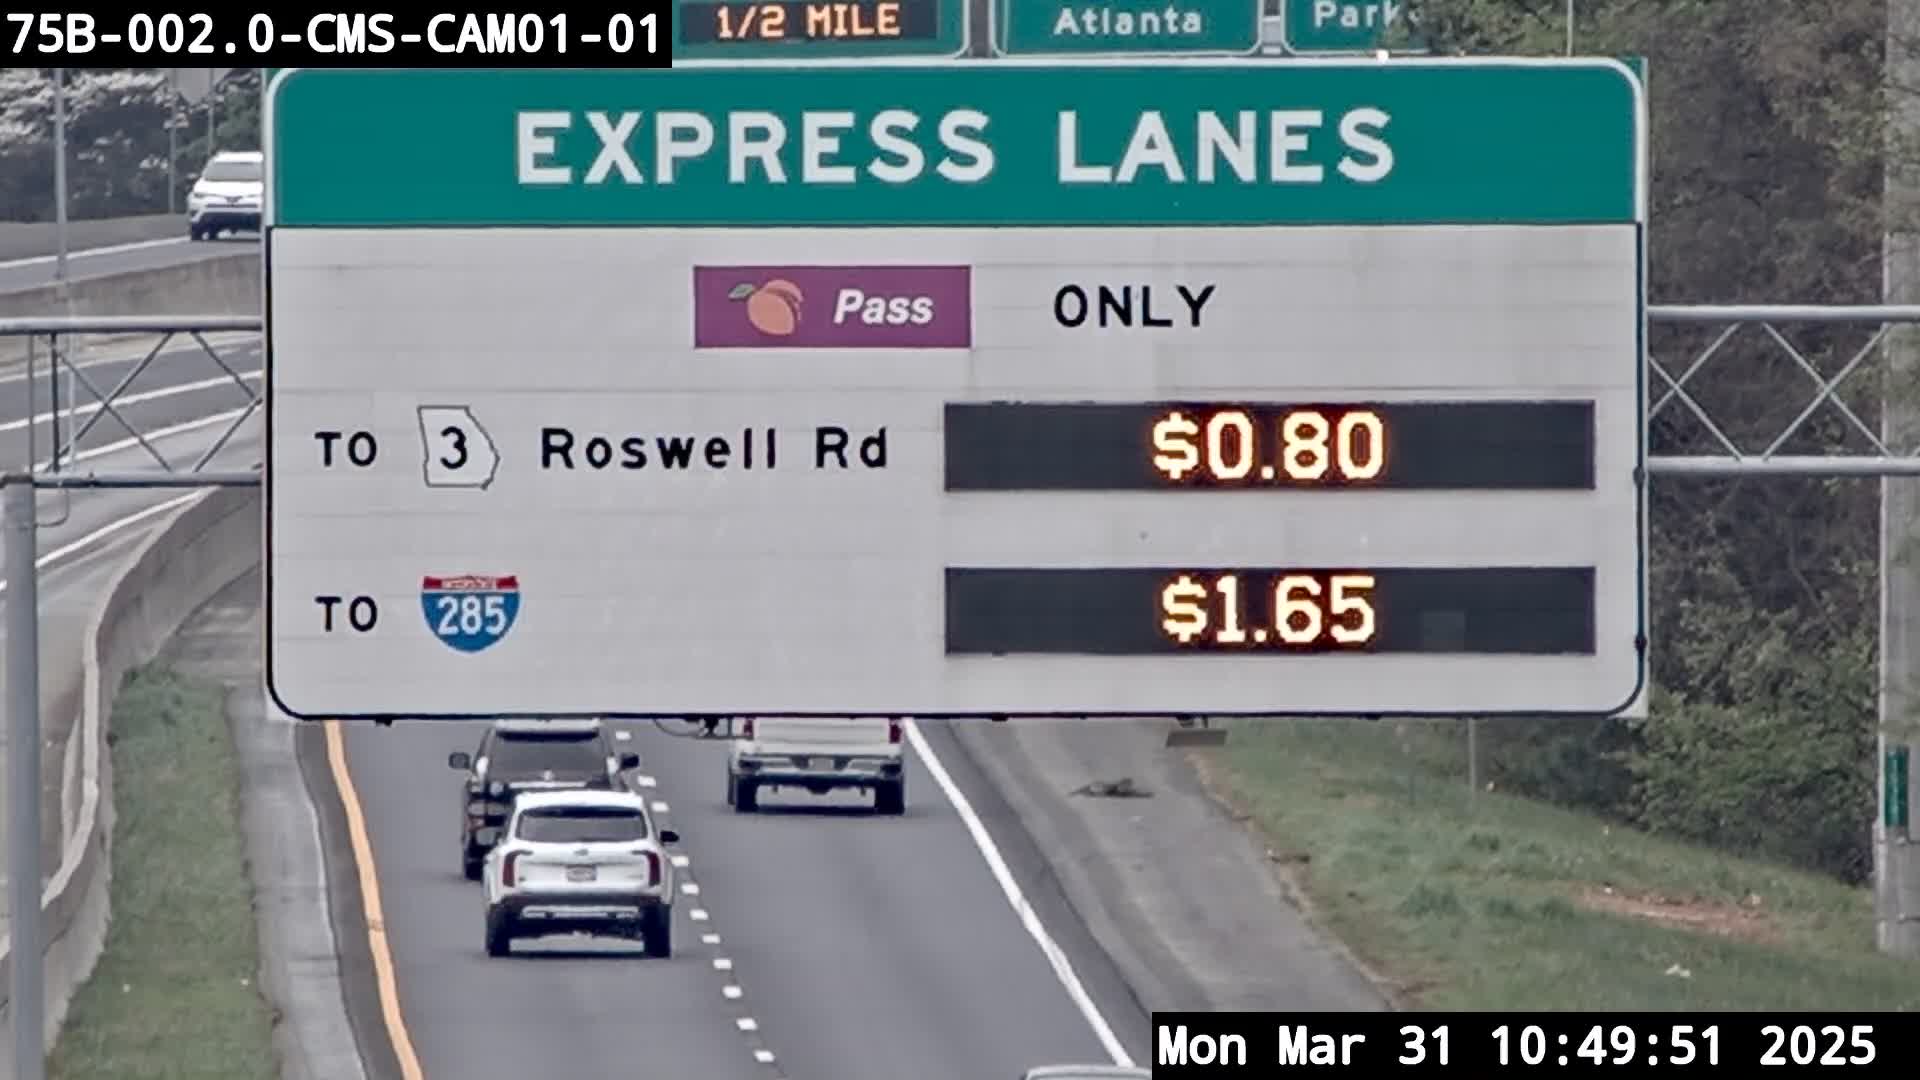 75B-002.0-CMS-CAM01-01
1/2 MILE
Atlanta
Park
EXPRESS LANES
Pass ONLY
TO 3 Roswell Rd $0.80
TO 285 $1.65
Mon Mar 31 10:49:51 2025